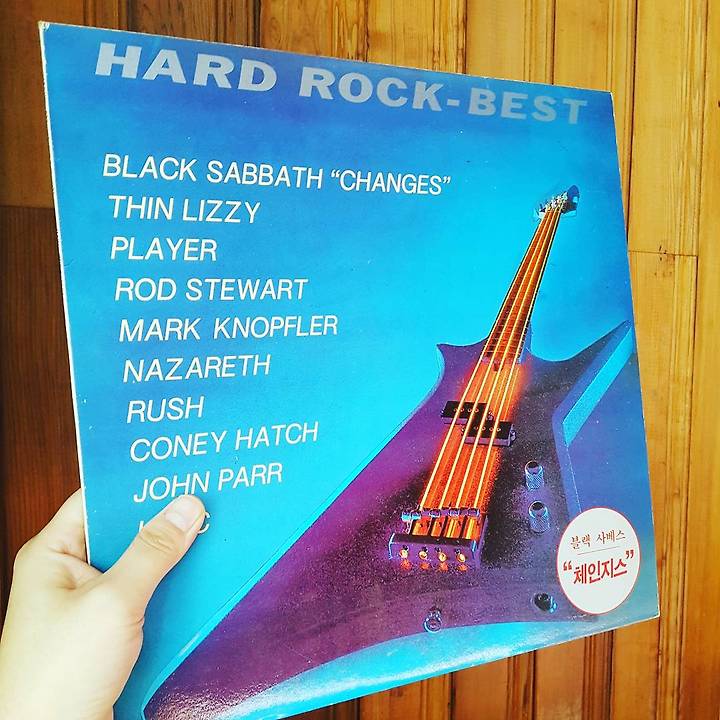 HARD ROCK-BEST
BLACK SABBATH “CHANGES”
THIN LIZZY
PLAYER
ROD STEWART
MARK KNOPFLER
NAZARETH
RUSH
CONEY HATCH
JOHN PARR
블랙 사베스
“체인지스”